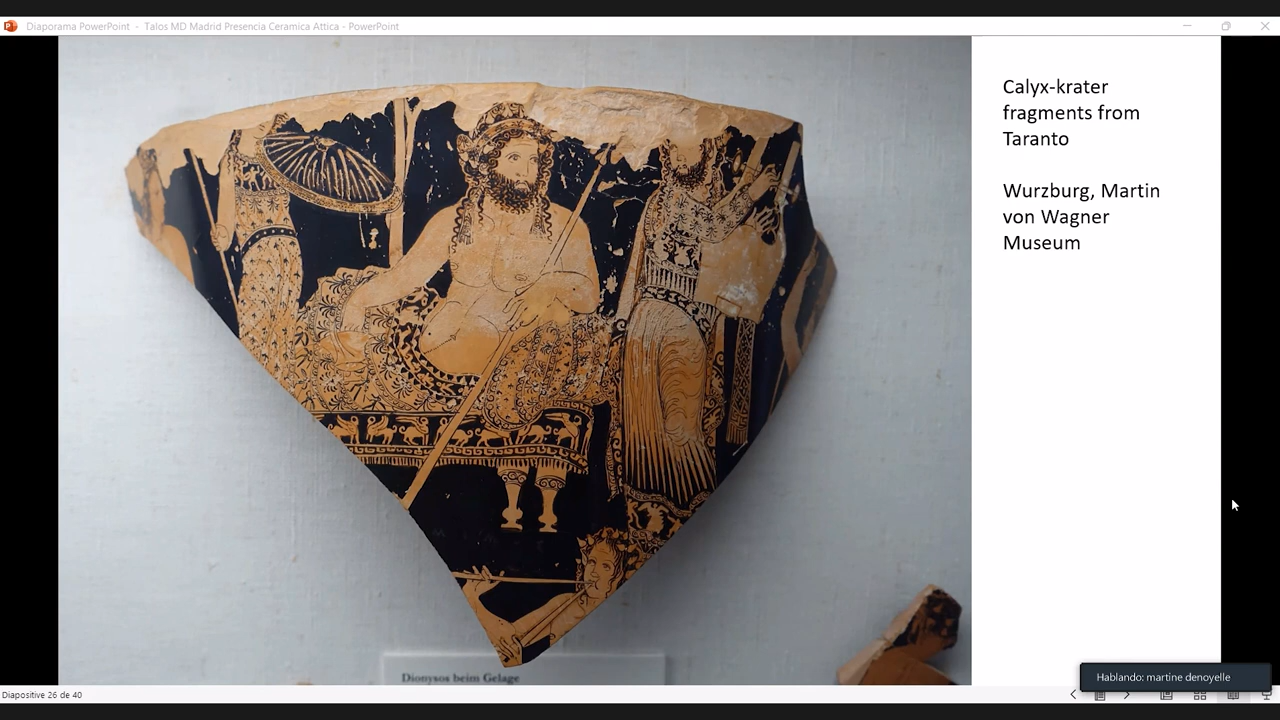 Diaporama PowerPoint - Talos MD Madrid Presencia Ceramica Attica - PowerPoint
Calyx-krater
fragments from
Taranto
Wurzburg, Martin
von Wagner
Museum
Dionysos beim Gelage
Hablando: martine denoyelle
Diapositive 26 de 40